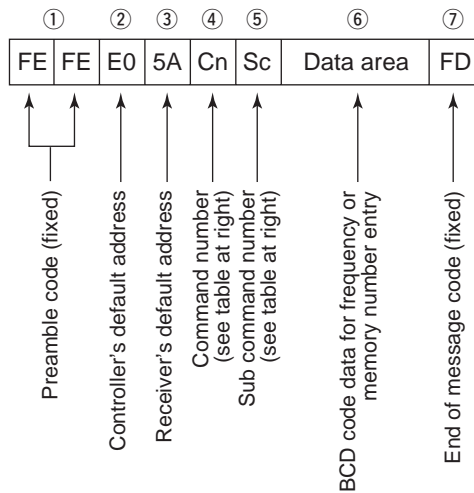 ① ② ③ ④ ⑤ ⑥ ⑦
FE FE E0 5A Cn Sc Data area FD
Preamble code (fixed)
Controller's default address
Receiver's default address
Command number
(see table at right)
Sub command number
(see table at right)
BCD code data for frequency or
memory number entry
End of message code (fixed)